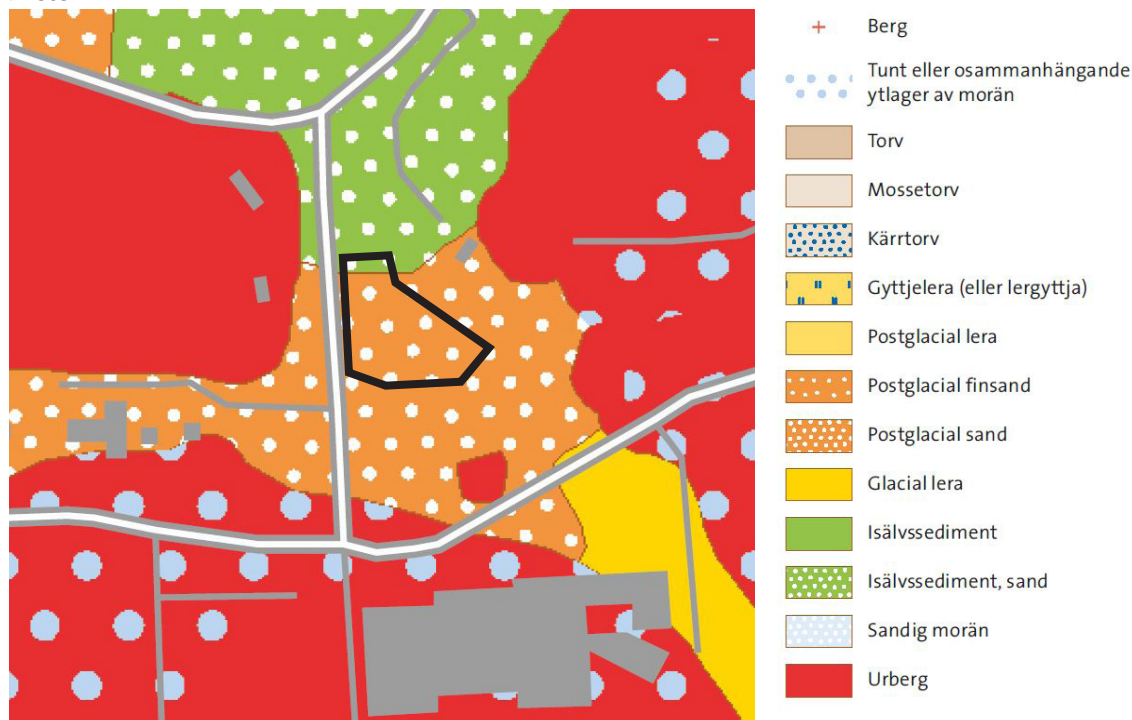 Berg
Tunt eller osammanhängande
ytlager av morän
Torv
Mossetorv
Kärrtorv
Gyttjelera (eller lergyttja)
Postglacial lera
Postglacial finsand
Postglacial sand
Glacial lera
Isälvssediment
Isälvssediment, sand
Sandig morän
Urberg